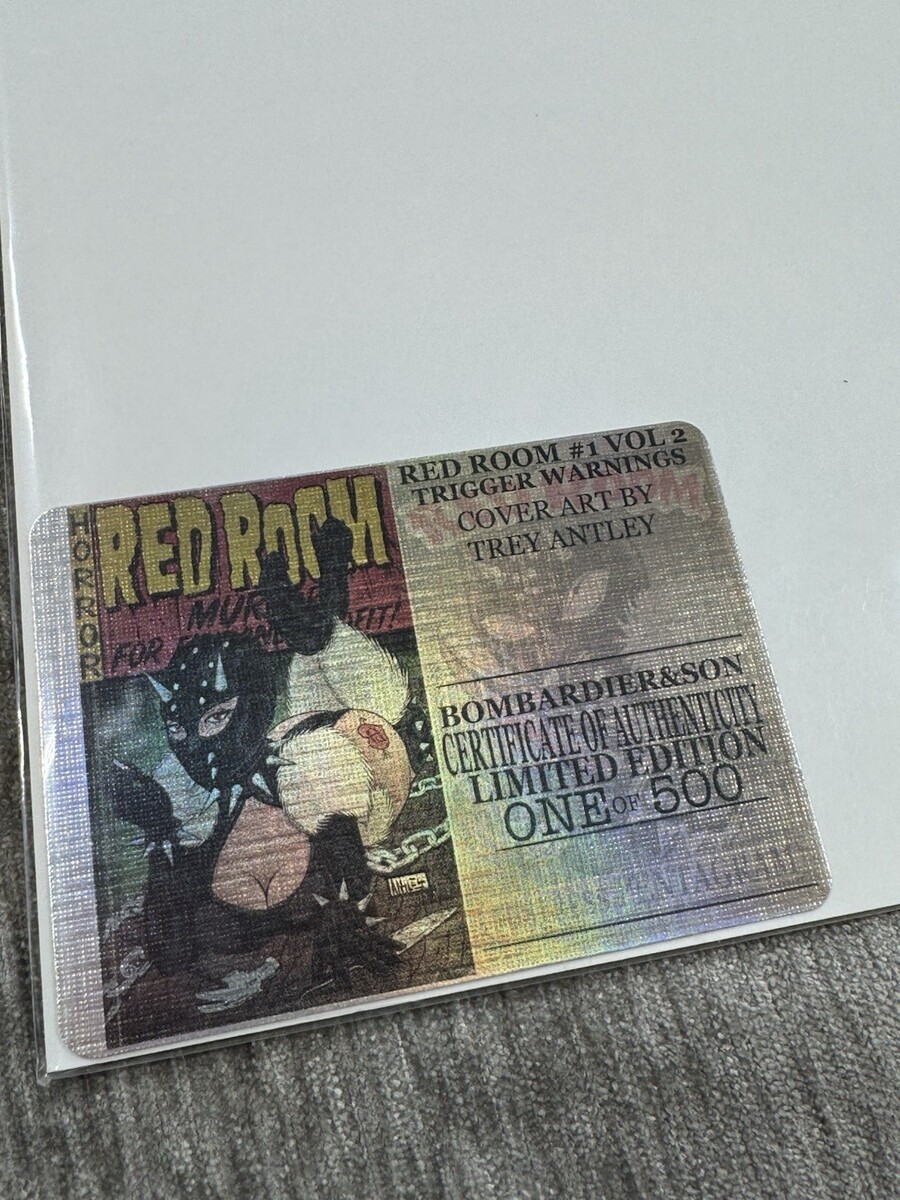 HORROR
RED ROOM
FOR
RED ROOM #1 VOL 2
TRIGGER WARNINGS
COVER ART BY
TREY ANTLEY
BOMBARDIER&SON
CERTIFICATE OF AUTHENTICITY
LIMITED EDITION
ONE OF 500